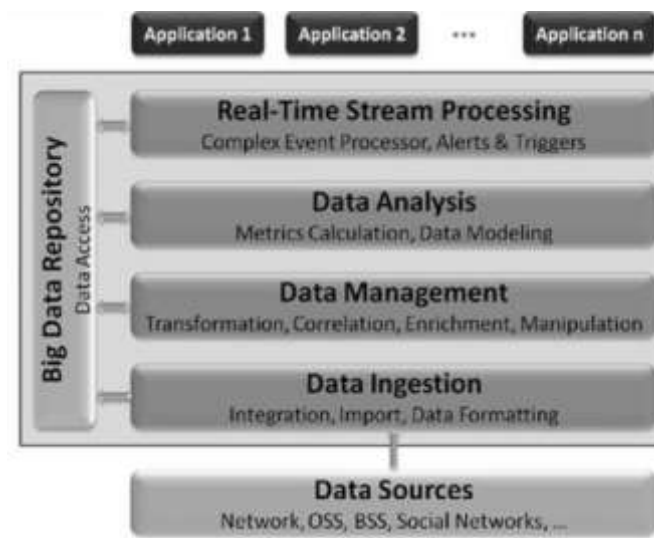 Application 1 Application 2 ... Application n
Real-Time Stream Processing
Complex Event Processor, Alerts & Triggers
Big Data Repository
Data Access
Data Analysis
Metrics Calculation, Data Modeling
Data Management
Transformation, Correlation, Enrichment, Manipulation
Data Ingestion
Integration, Import, Data Formatting
Data Sources
Network, OSS, BSS, Social Networks, ...